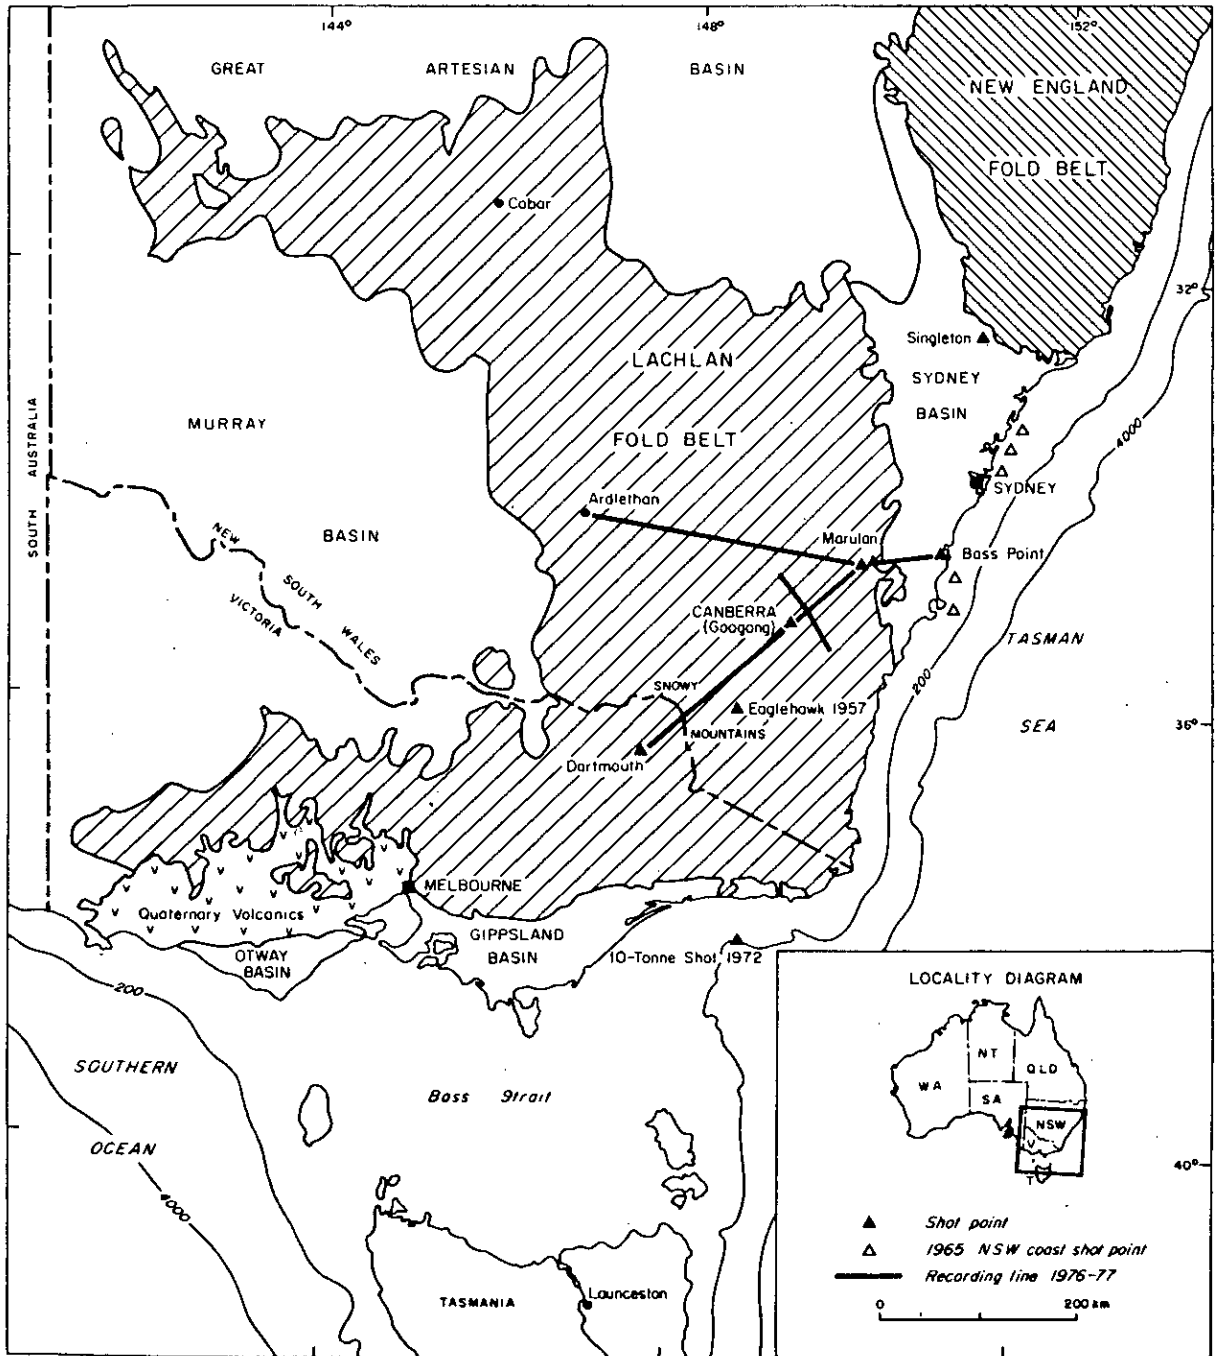 144°
148°
152°
GREAT ARTESIAN BASIN
NEW ENGLAND
FOLD BELT
Cobar
32°
Singleton
LACHLAN
FOLD BELT
SYDNEY
BASIN
4000
SOUTH AUSTRALIA
MURRAY
BASIN
SYDNEY
Ardlethan
Marulan
Bass Point
NEW SOUTH WALES
VICTORIA
CANBERRA
(Googong)
TASMAN
SEA
200
SNOWY
MOUNTAINS
Eaglehawk 1957
36°
Dartmouth
MELBOURNE
Quaternary Volcanics
OTWAY
BASIN
GIPPSLAND
BASIN
10-Tonne Shot 1972
200
SOUTHERN
OCEAN
4000
Bass Strait
TASMANIA
Launceston
LOCALITY DIAGRAM
WA
NT
QLD
SA
NSW
V
T
40°
Shot point
1965 NSW coast shot point
Recording line 1976-77
0 200 km